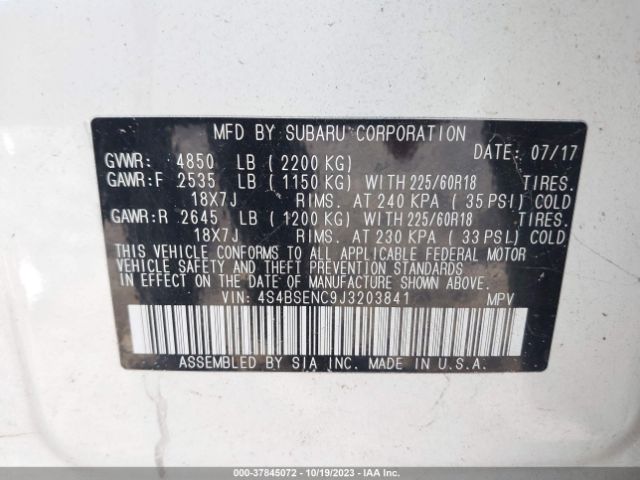 MFD BY SUBARU CORPORATION
DATE: 07/17
GVWR: 4850 LB (2200 KG)
GAWR:F 2535 LB (1150 KG) WITH 225/60R18 TIRES.
18X7J RIMS. AT 240 KPA (35 PSI) COLD
GAWR:R 2645 LB (1200 KG) WITH 225/60R18 TIRES.
18X7J RIMS. AT 230 KPA (33 PSI) COLD
THIS VEHICLE CONFORMS TO ALL APPLICABLE FEDERAL MOTOR
VEHICLE SAFETY AND THEFT PREVENTION STANDARDS
IN EFFECT ON THE DATE OF MANUFACTURE SHOWN ABOVE.
VIN: 4S4BSENC9J3203841 MPV
ASSEMBLED BY SIA INC. MADE IN U.S.A.
000-37845072 | 10/19/2023 | Copyright © 2023 IAA, Inc.